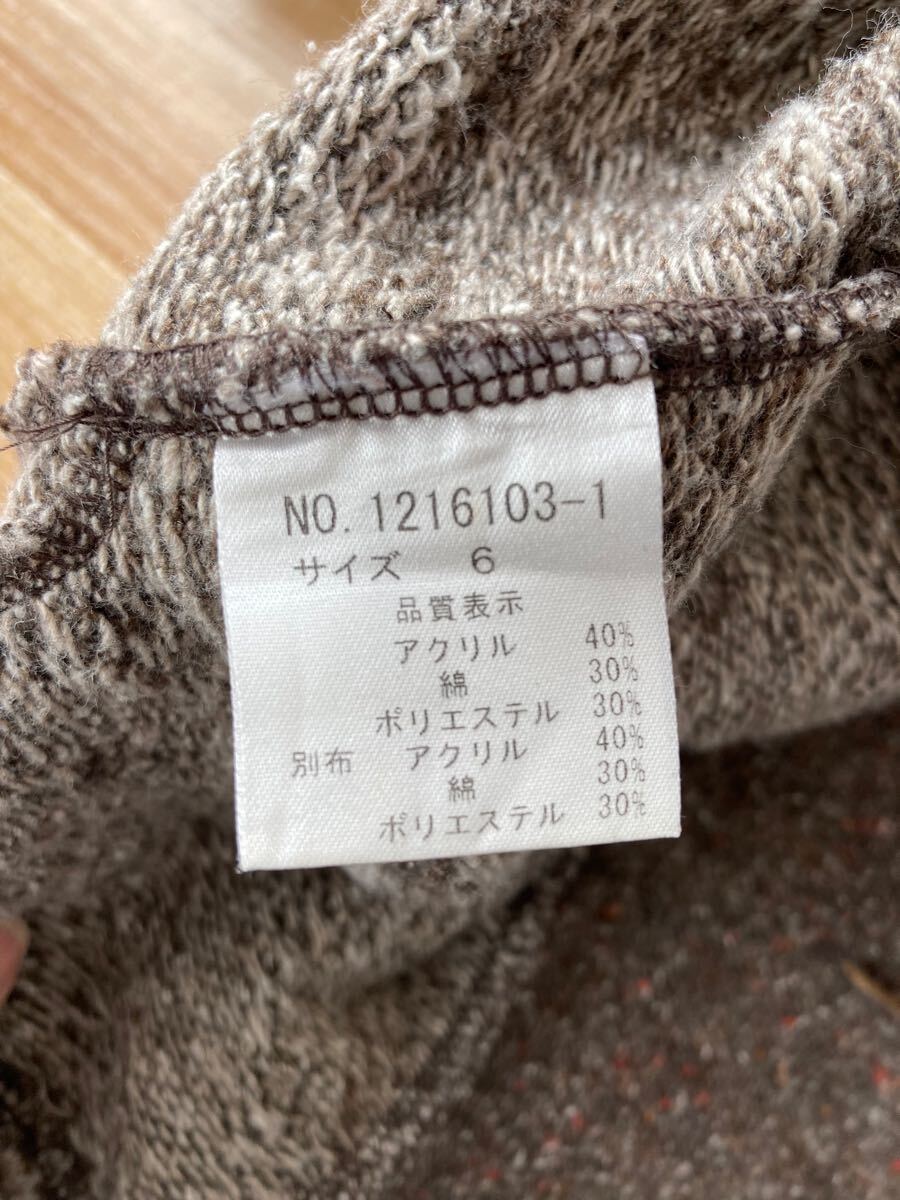 NO. 1216103-1
サイズ 6
品質表示
アクリル 40%
綿 30%
ポリエステル 30%
別布 アクリル 40%
綿 30%
ポリエステル 30%